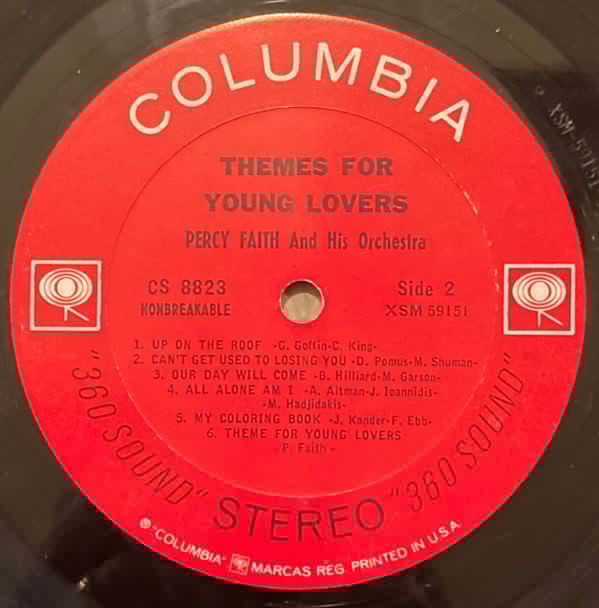 COLUMBIA
THEMES FOR
YOUNG LOVERS
PERCY FAITH And His Orchestra
CS 8823
NONBREAKABLE
Side 2
XSM 59151
1. UP ON THE ROOF -G. Goffin-C. King-
2. CAN'T GET USED TO LOSING YOU -D. Pomus-M. Shuman-
3. OUR DAY WILL COME -B. Hilliard-M. Garson-
4. ALL ALONE AM I -A. Altman-J. Ioannidis-
-M. Hadjidakis-
5. MY COLORING BOOK -J. Kander-F. Ebb-
6. THEME FOR YOUNG LOVERS
-P. Faith-
"360 SOUND" STEREO "360 SOUND"
® "COLUMBIA" MARCAS REG. PRINTED IN U.S.A.
XSM-59151